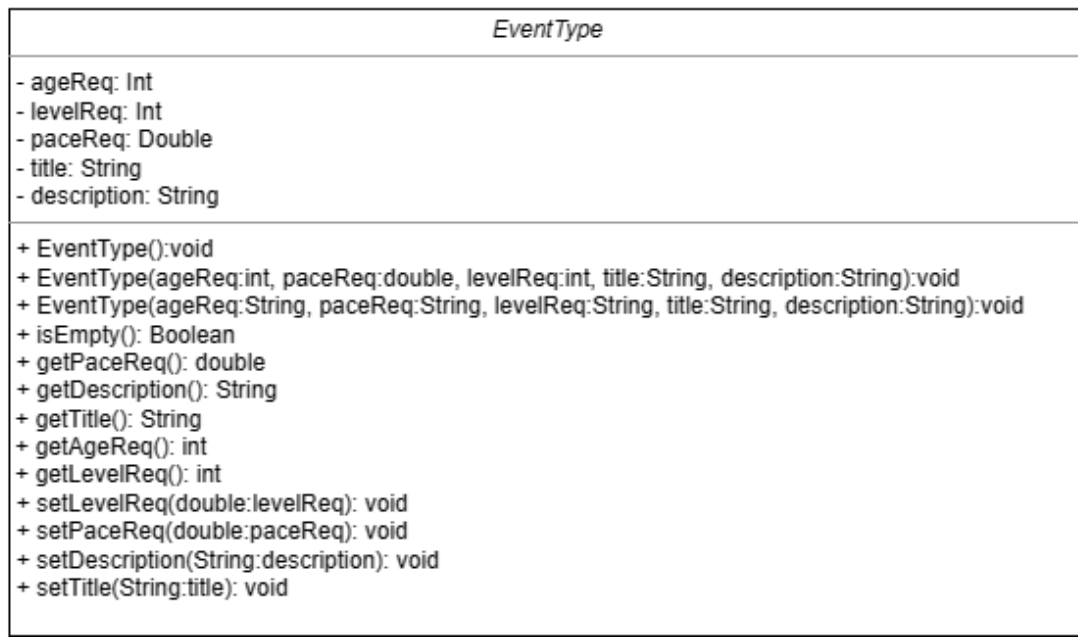 EventType
- ageReq: Int
- levelReq: Int
- paceReq: Double
- title: String
- description: String
+ EventType():void
+ EventType(ageReq:int, paceReq:double, levelReq:int, title:String, description:String):void
+ EventType(ageReq:String, paceReq:String, levelReq:String, title:String, description:String):void
+ isEmpty(): Boolean
+ getPaceReq(): double
+ getDescription(): String
+ getTitle(): String
+ getAgeReq(): int
+ getLevelReq(): int
+ setLevelReq(double:levelReq): void
+ setPaceReq(double:paceReq): void
+ setDescription(String:description): void
+ setTitle(String:title): void